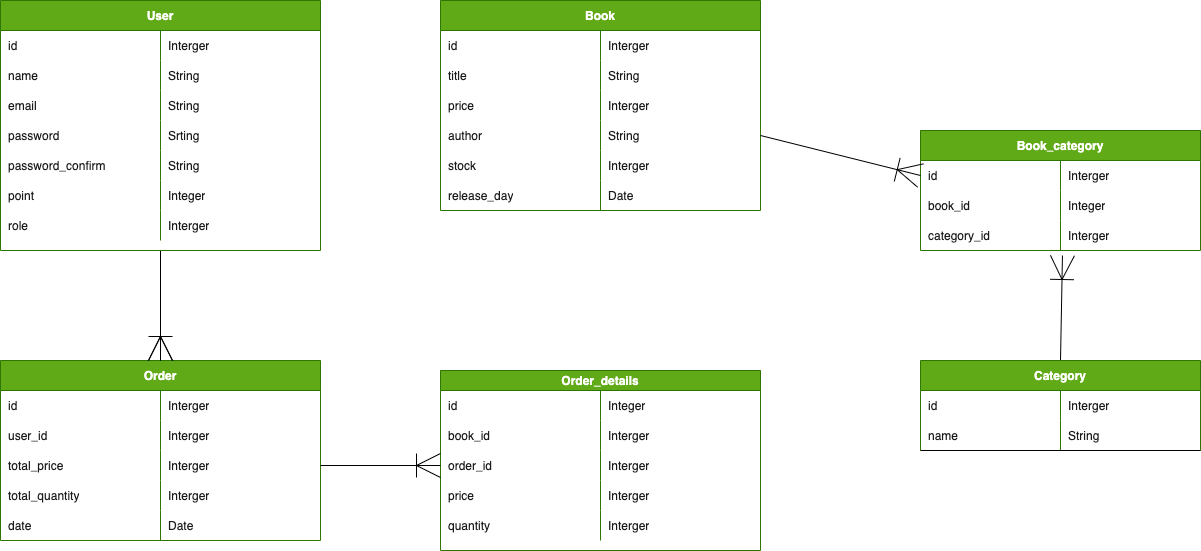 User
id Interger
name String
email String
password Srting
password_confirm String
point Integer
role Interger
Book
id Interger
title String
price Interger
author String
stock Interger
release_day Date
Book_category
id Interger
book_id Integer
category_id Interger
Order
id Interger
user_id Interger
total_price Interger
total_quantity Interger
date Date
Order_details
id Integer
book_id Interger
order_id Interger
price Interger
quantity Interger
Category
id Interger
name String